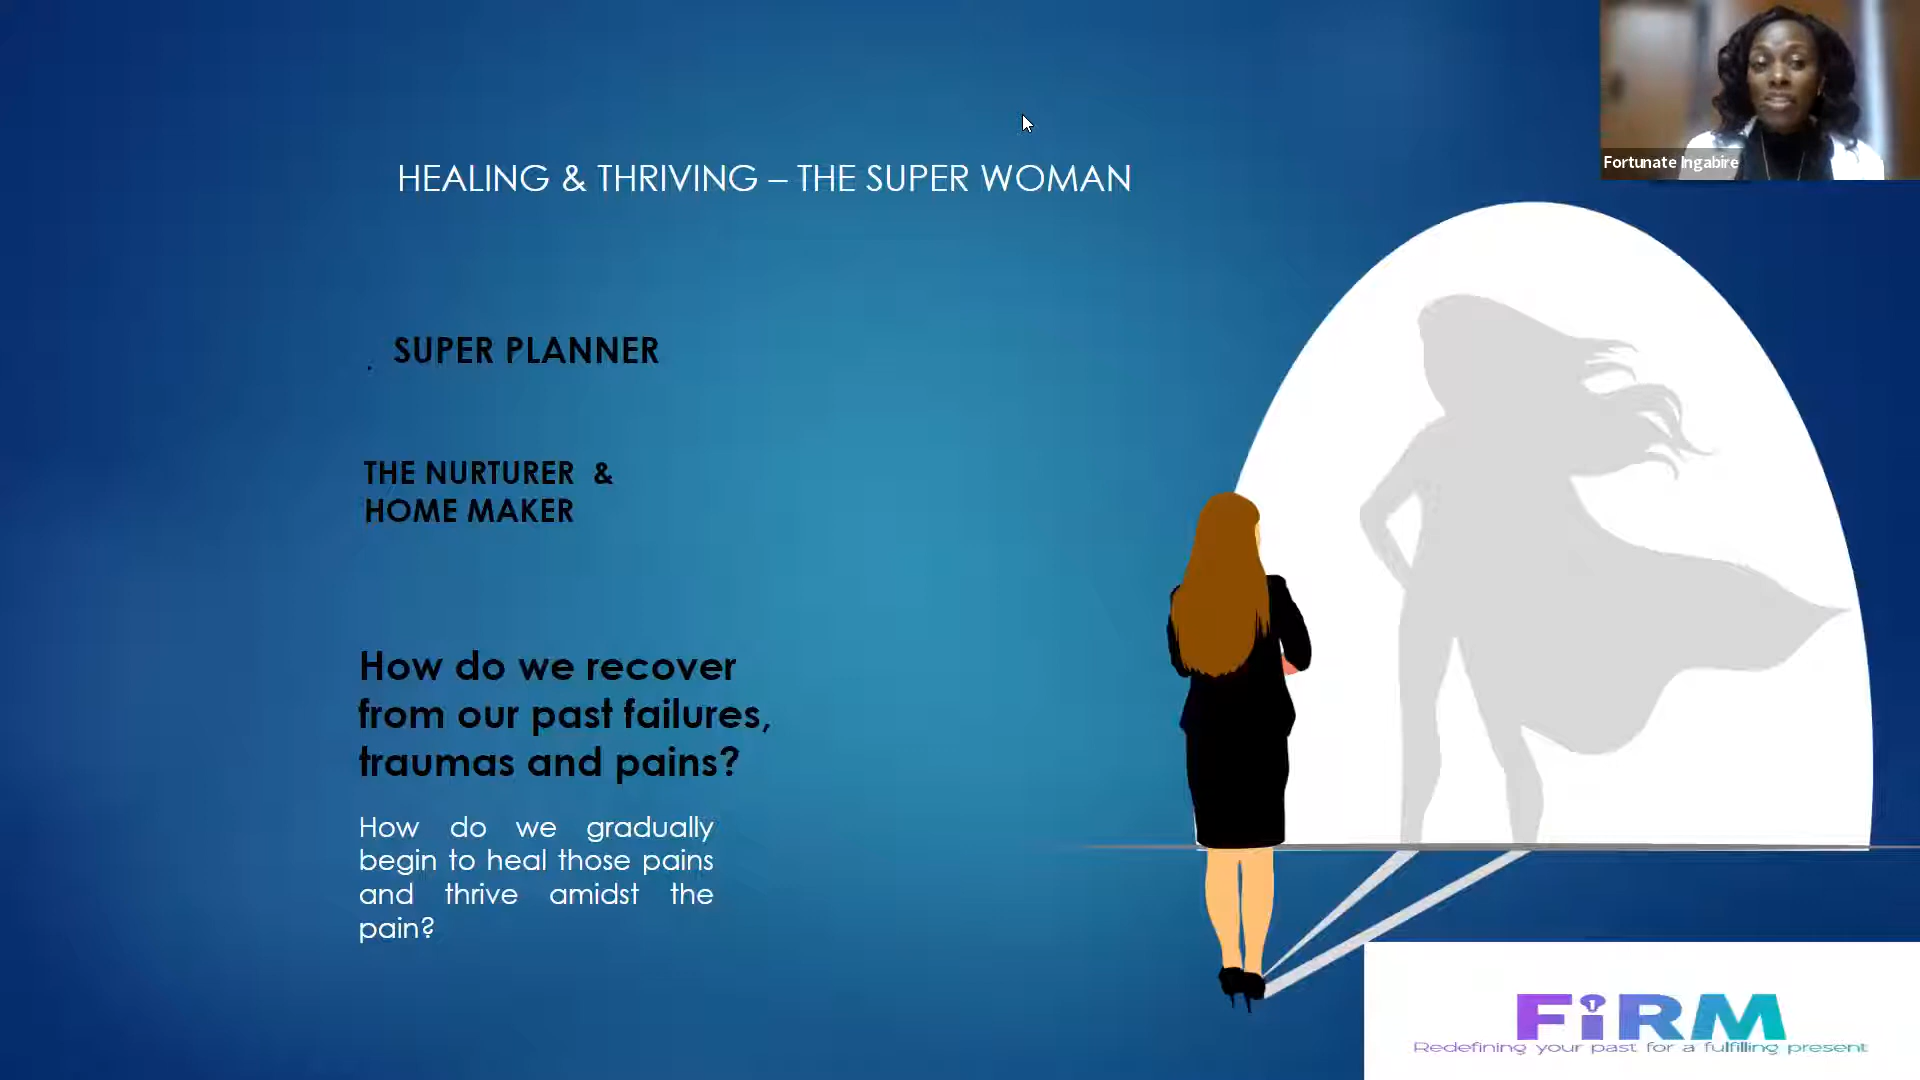 Fortunate Ingabire
HEALING & THRIVING – THE SUPER WOMAN
. SUPER PLANNER
THE NURTURER &
HOME MAKER
How do we recover
from our past failures,
traumas and pains?
How do we gradually
begin to heal those pains
and thrive amidst the
pain?
FiRM
Redefining your past for a fulfilling present